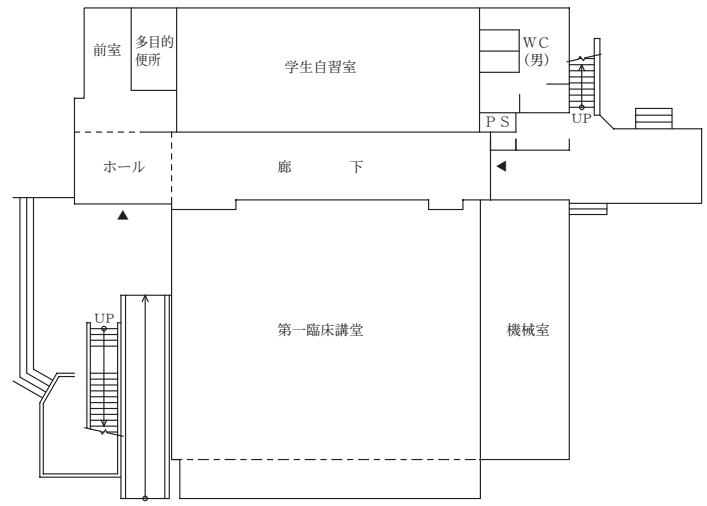 前室
多目的
便所
学生自習室
ＷＣ
（男）
UP
ＰＳ
ホール
廊下
UP
第一臨床講堂
機械室